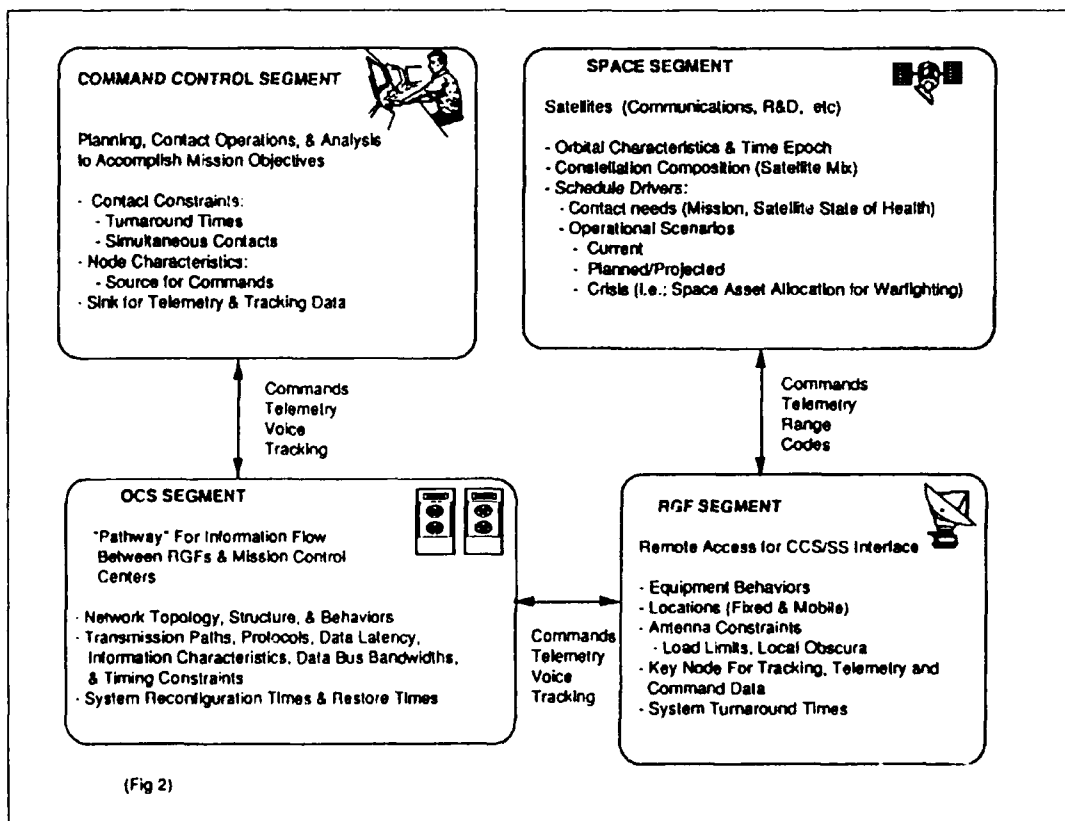 COMMAND CONTROL SEGMENT
Planning, Contact Operations, & Analysis
to Accomplish Mission Objectives
- Contact Constraints:
- Turnaround Times
- Simultaneous Contacts
- Node Characteristics:
- Source for Commands
- Sink for Telemetry & Tracking Data
SPACE SEGMENT
Satellites (Communications, R&D, etc)
- Orbital Characteristics & Time Epoch
- Constellation Composition (Satellite Mix)
- Schedule Drivers:
- Contact needs (Mission, Satellite State of Health)
- Operational Scenarios
- Current
- Planned/Projected
- Crisis (i.e.; Space Asset Allocation for Warfighting)
Commands
Telemetry
Voice
Tracking
Commands
Telemetry
Range
Codes
OCS SEGMENT
"Pathway" For Information Flow
Between RGFs & Mission Control
Centers
- Network Topology, Structure, & Behaviors
- Transmission Paths, Protocols, Data Latency,
Information Characteristics, Data Bus Bandwidths,
& Timing Constraints
- System Reconfiguration Times & Restore Times
Commands
Telemetry
Voice
Tracking
RGF SEGMENT
Remote Access for CCS/SS Interface
- Equipment Behaviors
- Locations (Fixed & Mobile)
- Antenna Constraints
- Load Limits, Local Obscura
- Key Node For Tracking, Telemetry and
Command Data
- System Turnaround Times
(Fig 2)